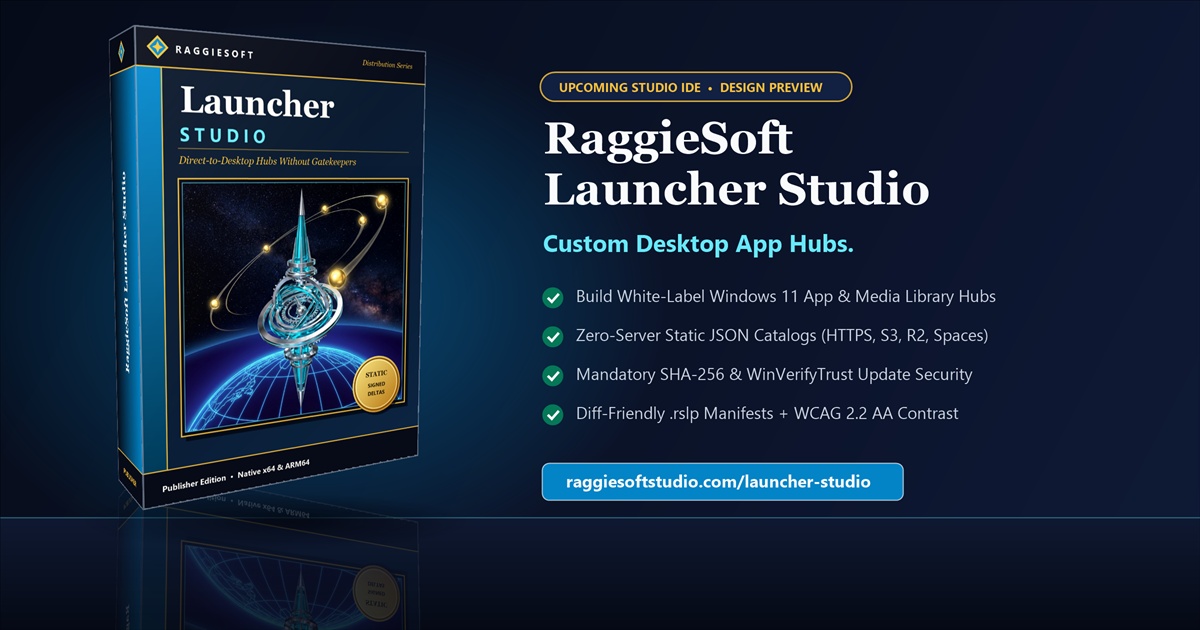 RAGGIESOFT
Distribution Series
Launcher
STUDIO
Direct-to-Desktop Hubs Without Gatekeepers
RaggieSoft Launcher Studio
STATIC
SIGNED
DELTAS
Publisher Edition • Native x64 & ARM64
UPCOMING STUDIO IDE • DESIGN PREVIEW
RaggieSoft
Launcher Studio
Custom Desktop App Hubs.
Build White-Label Windows 11 App & Media Library Hubs
Zero-Server Static JSON Catalogs (HTTPS, S3, R2, Spaces)
Mandatory SHA-256 & WinVerifyTrust Update Security
Diff-Friendly .rslp Manifests + WCAG 2.2 AA Contrast
raggiesoftstudio.com/launcher-studio